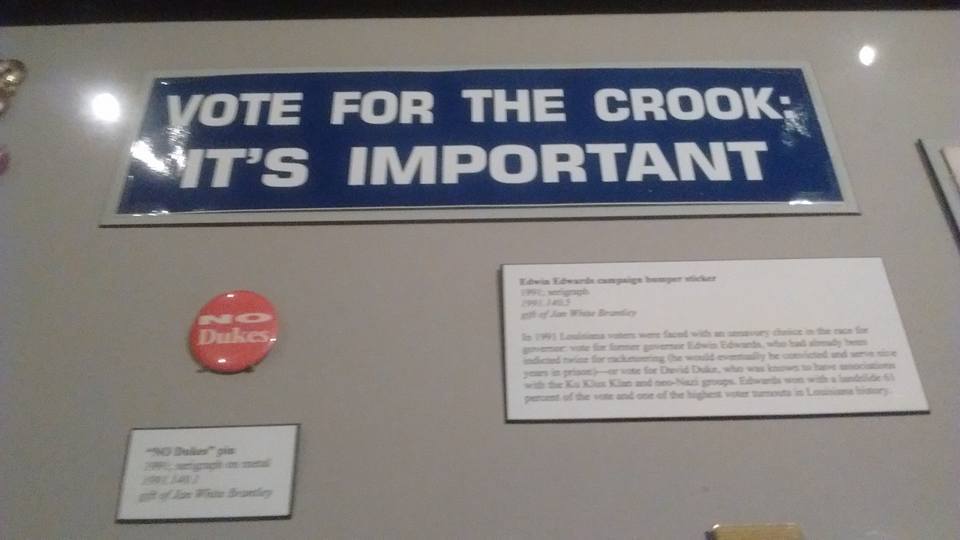 VOTE FOR THE CROOK:
IT'S IMPORTANT
NO
Dukes
Edwin Edwards campaign bumper sticker
1991; serigraph
1991.140.5
gift of Jan White Brantley
In 1991 Louisiana voters were faced with an unsavory choice in the race for
governor: vote for former governor Edwin Edwards, who had already been
indicted twice for racketeering (he would eventually be convicted and serve nine
years in prison)—or vote for David Duke, who was known to have associations
with the Ku Klux Klan and neo-Nazi groups. Edwards won with a landslide 61
percent of the vote and one of the highest voter turnouts in Louisiana history.
"NO Dukes" pin
1991; serigraph on metal
gift of Jan White Brantley